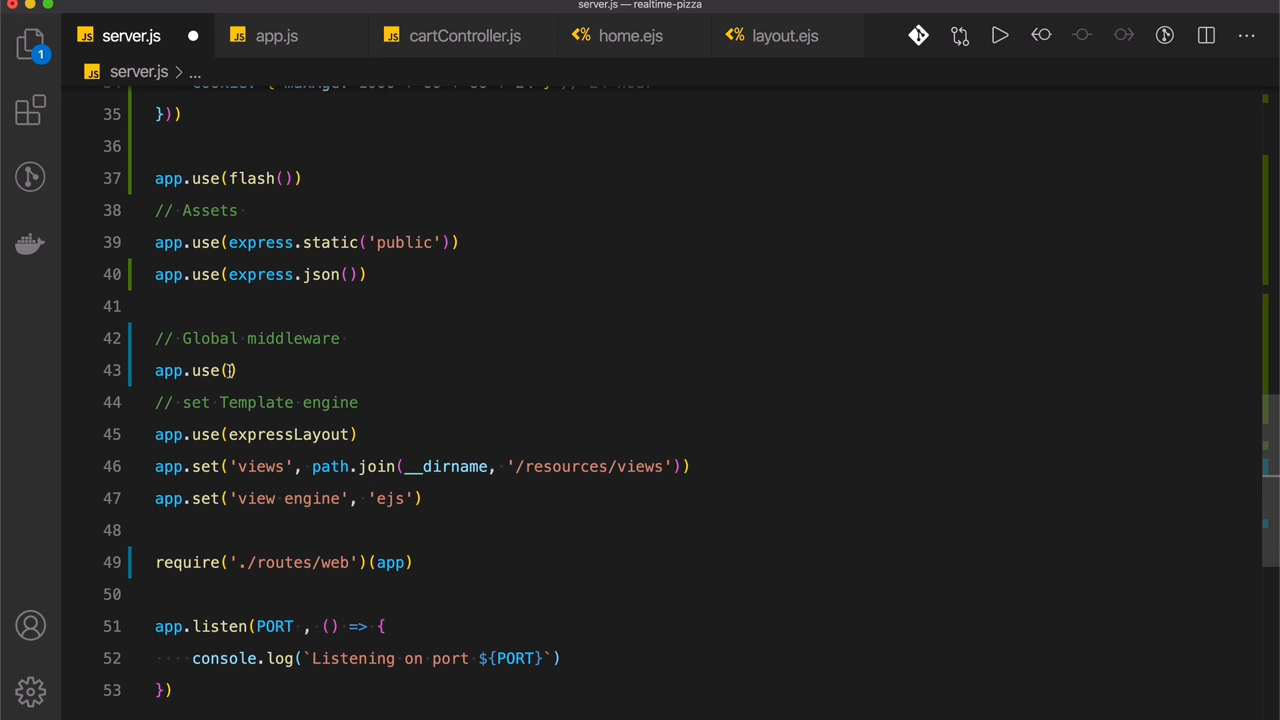 server.js — realtime-pizza
server.js app.js cartController.js home.ejs layout.ejs
server.js > ...
35 }))
36
37 app.use(flash())
38 // Assets
39 app.use(express.static('public'))
40 app.use(express.json())
41
42 // Global middleware
43 app.use()
44 // set Template engine
45 app.use(expressLayout)
46 app.set('views', path.join(__dirname, '/resources/views'))
47 app.set('view engine', 'ejs')
48
49 require('./routes/web')(app)
50
51 app.listen(PORT , () => {
52 console.log(`Listening on port ${PORT}`)
53 })